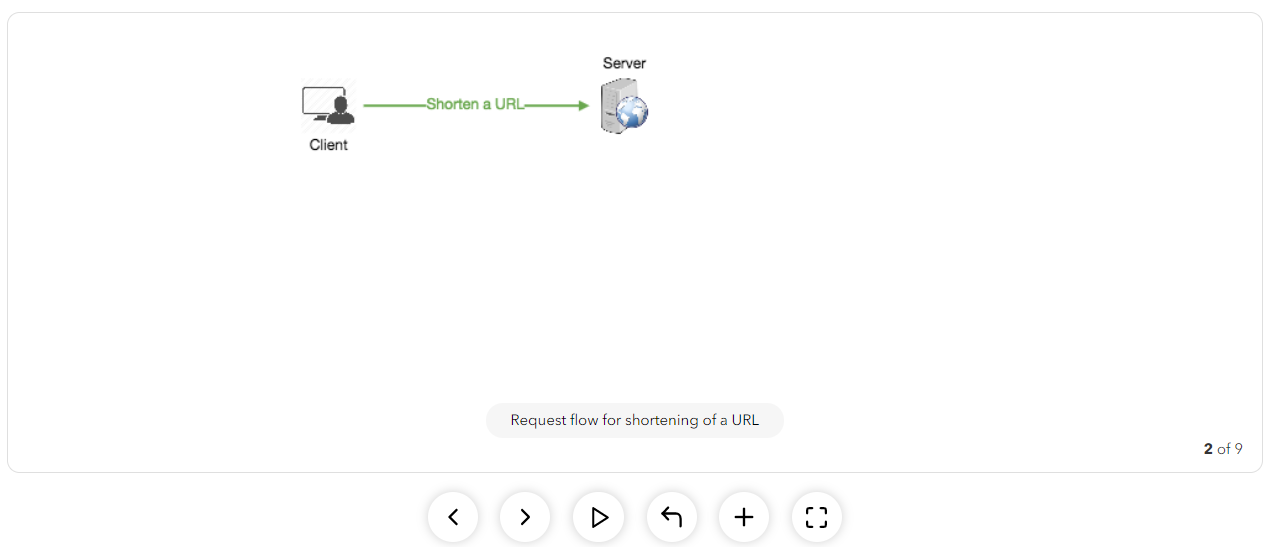 Server
Shorten a URL
Client
Request flow for shortening of a URL
2 of 9